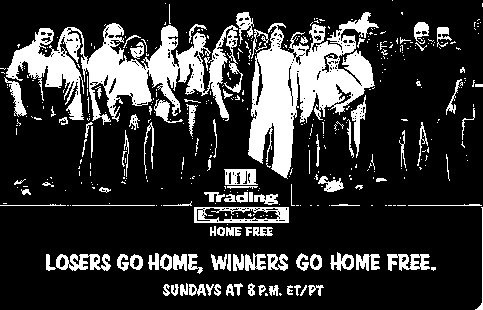 TLC
Trading
Spaces
HOME FREE
LOSERS GO HOME, WINNERS GO HOME FREE.
SUNDAYS AT 8 P.M. ET/PT